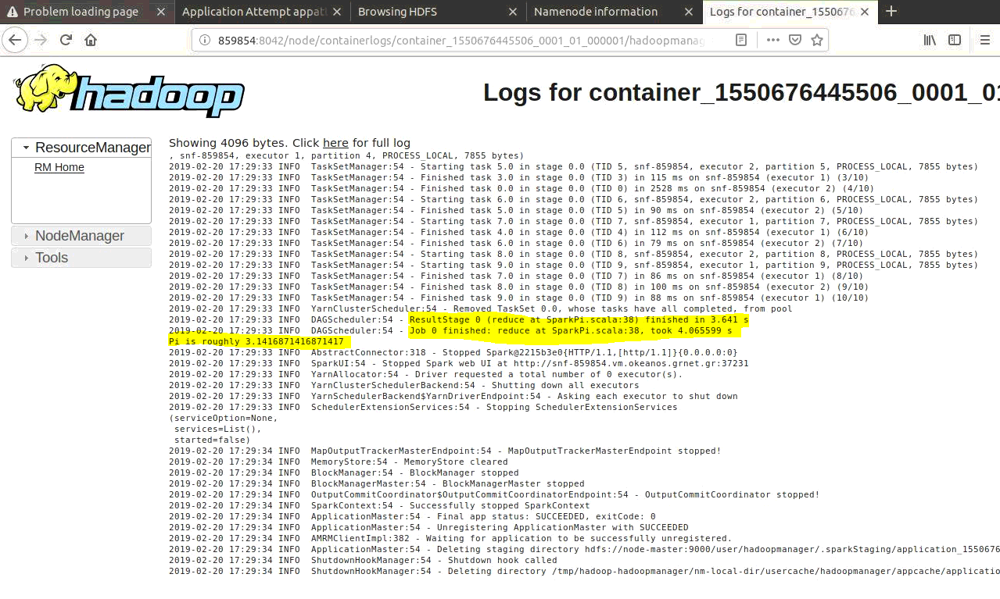 Problem loading page
Application Attempt appatt
Browsing HDFS
Namenode information
Logs for container_1550676
859854:8042/node/containerlogs/container_1550676445506_0001_01_000001/hadoopmanag
hadoop
Logs for container_1550676445506_0001_01
ResourceManager
RM Home
NodeManager
Tools
Showing 4096 bytes. Click here for full log
, snf-859854, executor 1, partition 4, PROCESS_LOCAL, 7855 bytes)
2019-02-20 17:29:33 INFO  TaskSetManager:54 - Starting task 5.0 in stage 0.0 (TID 5, snf-859854, executor 2, partition 5, PROCESS_LOCAL, 7855 bytes)
2019-02-20 17:29:33 INFO  TaskSetManager:54 - Finished task 3.0 in stage 0.0 (TID 3) in 115 ms on snf-859854 (executor 1) (3/10)
2019-02-20 17:29:33 INFO  TaskSetManager:54 - Finished task 0.0 in stage 0.0 (TID 0) in 2528 ms on snf-859854 (executor 2) (4/10)
2019-02-20 17:29:33 INFO  TaskSetManager:54 - Starting task 6.0 in stage 0.0 (TID 6, snf-859854, executor 2, partition 6, PROCESS_LOCAL, 7855 bytes)
2019-02-20 17:29:33 INFO  TaskSetManager:54 - Finished task 5.0 in stage 0.0 (TID 5) in 90 ms on snf-859854 (executor 2) (5/10)
2019-02-20 17:29:33 INFO  TaskSetManager:54 - Starting task 7.0 in stage 0.0 (TID 7, snf-859854, executor 1, partition 7, PROCESS_LOCAL, 7855 bytes)
2019-02-20 17:29:33 INFO  TaskSetManager:54 - Finished task 4.0 in stage 0.0 (TID 4) in 112 ms on snf-859854 (executor 1) (6/10)
2019-02-20 17:29:33 INFO  TaskSetManager:54 - Finished task 6.0 in stage 0.0 (TID 6) in 79 ms on snf-859854 (executor 2) (7/10)
2019-02-20 17:29:33 INFO  TaskSetManager:54 - Starting task 8.0 in stage 0.0 (TID 8, snf-859854, executor 2, partition 8, PROCESS_LOCAL, 7855 bytes)
2019-02-20 17:29:33 INFO  TaskSetManager:54 - Starting task 9.0 in stage 0.0 (TID 9, snf-859854, executor 1, partition 9, PROCESS_LOCAL, 7855 bytes)
2019-02-20 17:29:33 INFO  TaskSetManager:54 - Finished task 7.0 in stage 0.0 (TID 7) in 86 ms on snf-859854 (executor 1) (8/10)
2019-02-20 17:29:33 INFO  TaskSetManager:54 - Finished task 8.0 in stage 0.0 (TID 8) in 100 ms on snf-859854 (executor 2) (9/10)
2019-02-20 17:29:33 INFO  TaskSetManager:54 - Finished task 9.0 in stage 0.0 (TID 9) in 88 ms on snf-859854 (executor 1) (10/10)
2019-02-20 17:29:33 INFO  YarnClusterScheduler:54 - Removed TaskSet 0.0, whose tasks have all completed, from pool
2019-02-20 17:29:33 INFO  DAGScheduler:54 - ResultStage 0 (reduce at SparkPi.scala:38) finished in 3.641 s
2019-02-20 17:29:33 INFO  DAGScheduler:54 - Job 0 finished: reduce at SparkPi.scala:38, took 4.065599 s
Pi is roughly 3.1416871416871417
2019-02-20 17:29:33 INFO  AbstractConnector:318 - Stopped Spark@2215b3e0{HTTP/1.1,[http/1.1]}{0.0.0.0:0}
2019-02-20 17:29:33 INFO  SparkUI:54 - Stopped Spark web UI at http://snf-859854.vm.okeanos.grnet.gr:37231
2019-02-20 17:29:33 INFO  YarnAllocator:54 - Driver requested a total number of 0 executor(s).
2019-02-20 17:29:33 INFO  YarnClusterSchedulerBackend:54 - Shutting down all executors
2019-02-20 17:29:33 INFO  YarnSchedulerBackend$YarnDriverEndpoint:54 - Asking each executor to shut down
2019-02-20 17:29:33 INFO  SchedulerExtensionServices:54 - Stopping SchedulerExtensionServices
(serviceOption=None,
 services=List(),
 started=false)
2019-02-20 17:29:34 INFO  MapOutputTrackerMasterEndpoint:54 - MapOutputTrackerMasterEndpoint stopped!
2019-02-20 17:29:34 INFO  MemoryStore:54 - MemoryStore cleared
2019-02-20 17:29:34 INFO  BlockManager:54 - BlockManager stopped
2019-02-20 17:29:34 INFO  BlockManagerMaster:54 - BlockManagerMaster stopped
2019-02-20 17:29:34 INFO  OutputCommitCoordinator$OutputCommitCoordinatorEndpoint:54 - OutputCommitCoordinator stopped!
2019-02-20 17:29:34 INFO  SparkContext:54 - Successfully stopped SparkContext
2019-02-20 17:29:34 INFO  ApplicationMaster:54 - Final app status: SUCCEEDED, exitCode: 0
2019-02-20 17:29:34 INFO  ApplicationMaster:54 - Unregistering ApplicationMaster with SUCCEEDED
2019-02-20 17:29:34 INFO  AMRMClientImpl:382 - Waiting for application to be successfully unregistered.
2019-02-20 17:29:34 INFO  ApplicationMaster:54 - Deleting staging directory hdfs://node-master:9000/user/hadoopmanager/.sparkStaging/application_1550676
2019-02-20 17:29:34 INFO  ShutdownHookManager:54 - Shutdown hook called
2019-02-20 17:29:34 INFO  ShutdownHookManager:54 - Deleting directory /tmp/hadoop-hadoopmanager/nm-local-dir/usercache/hadoopmanager/appcache/applicatio